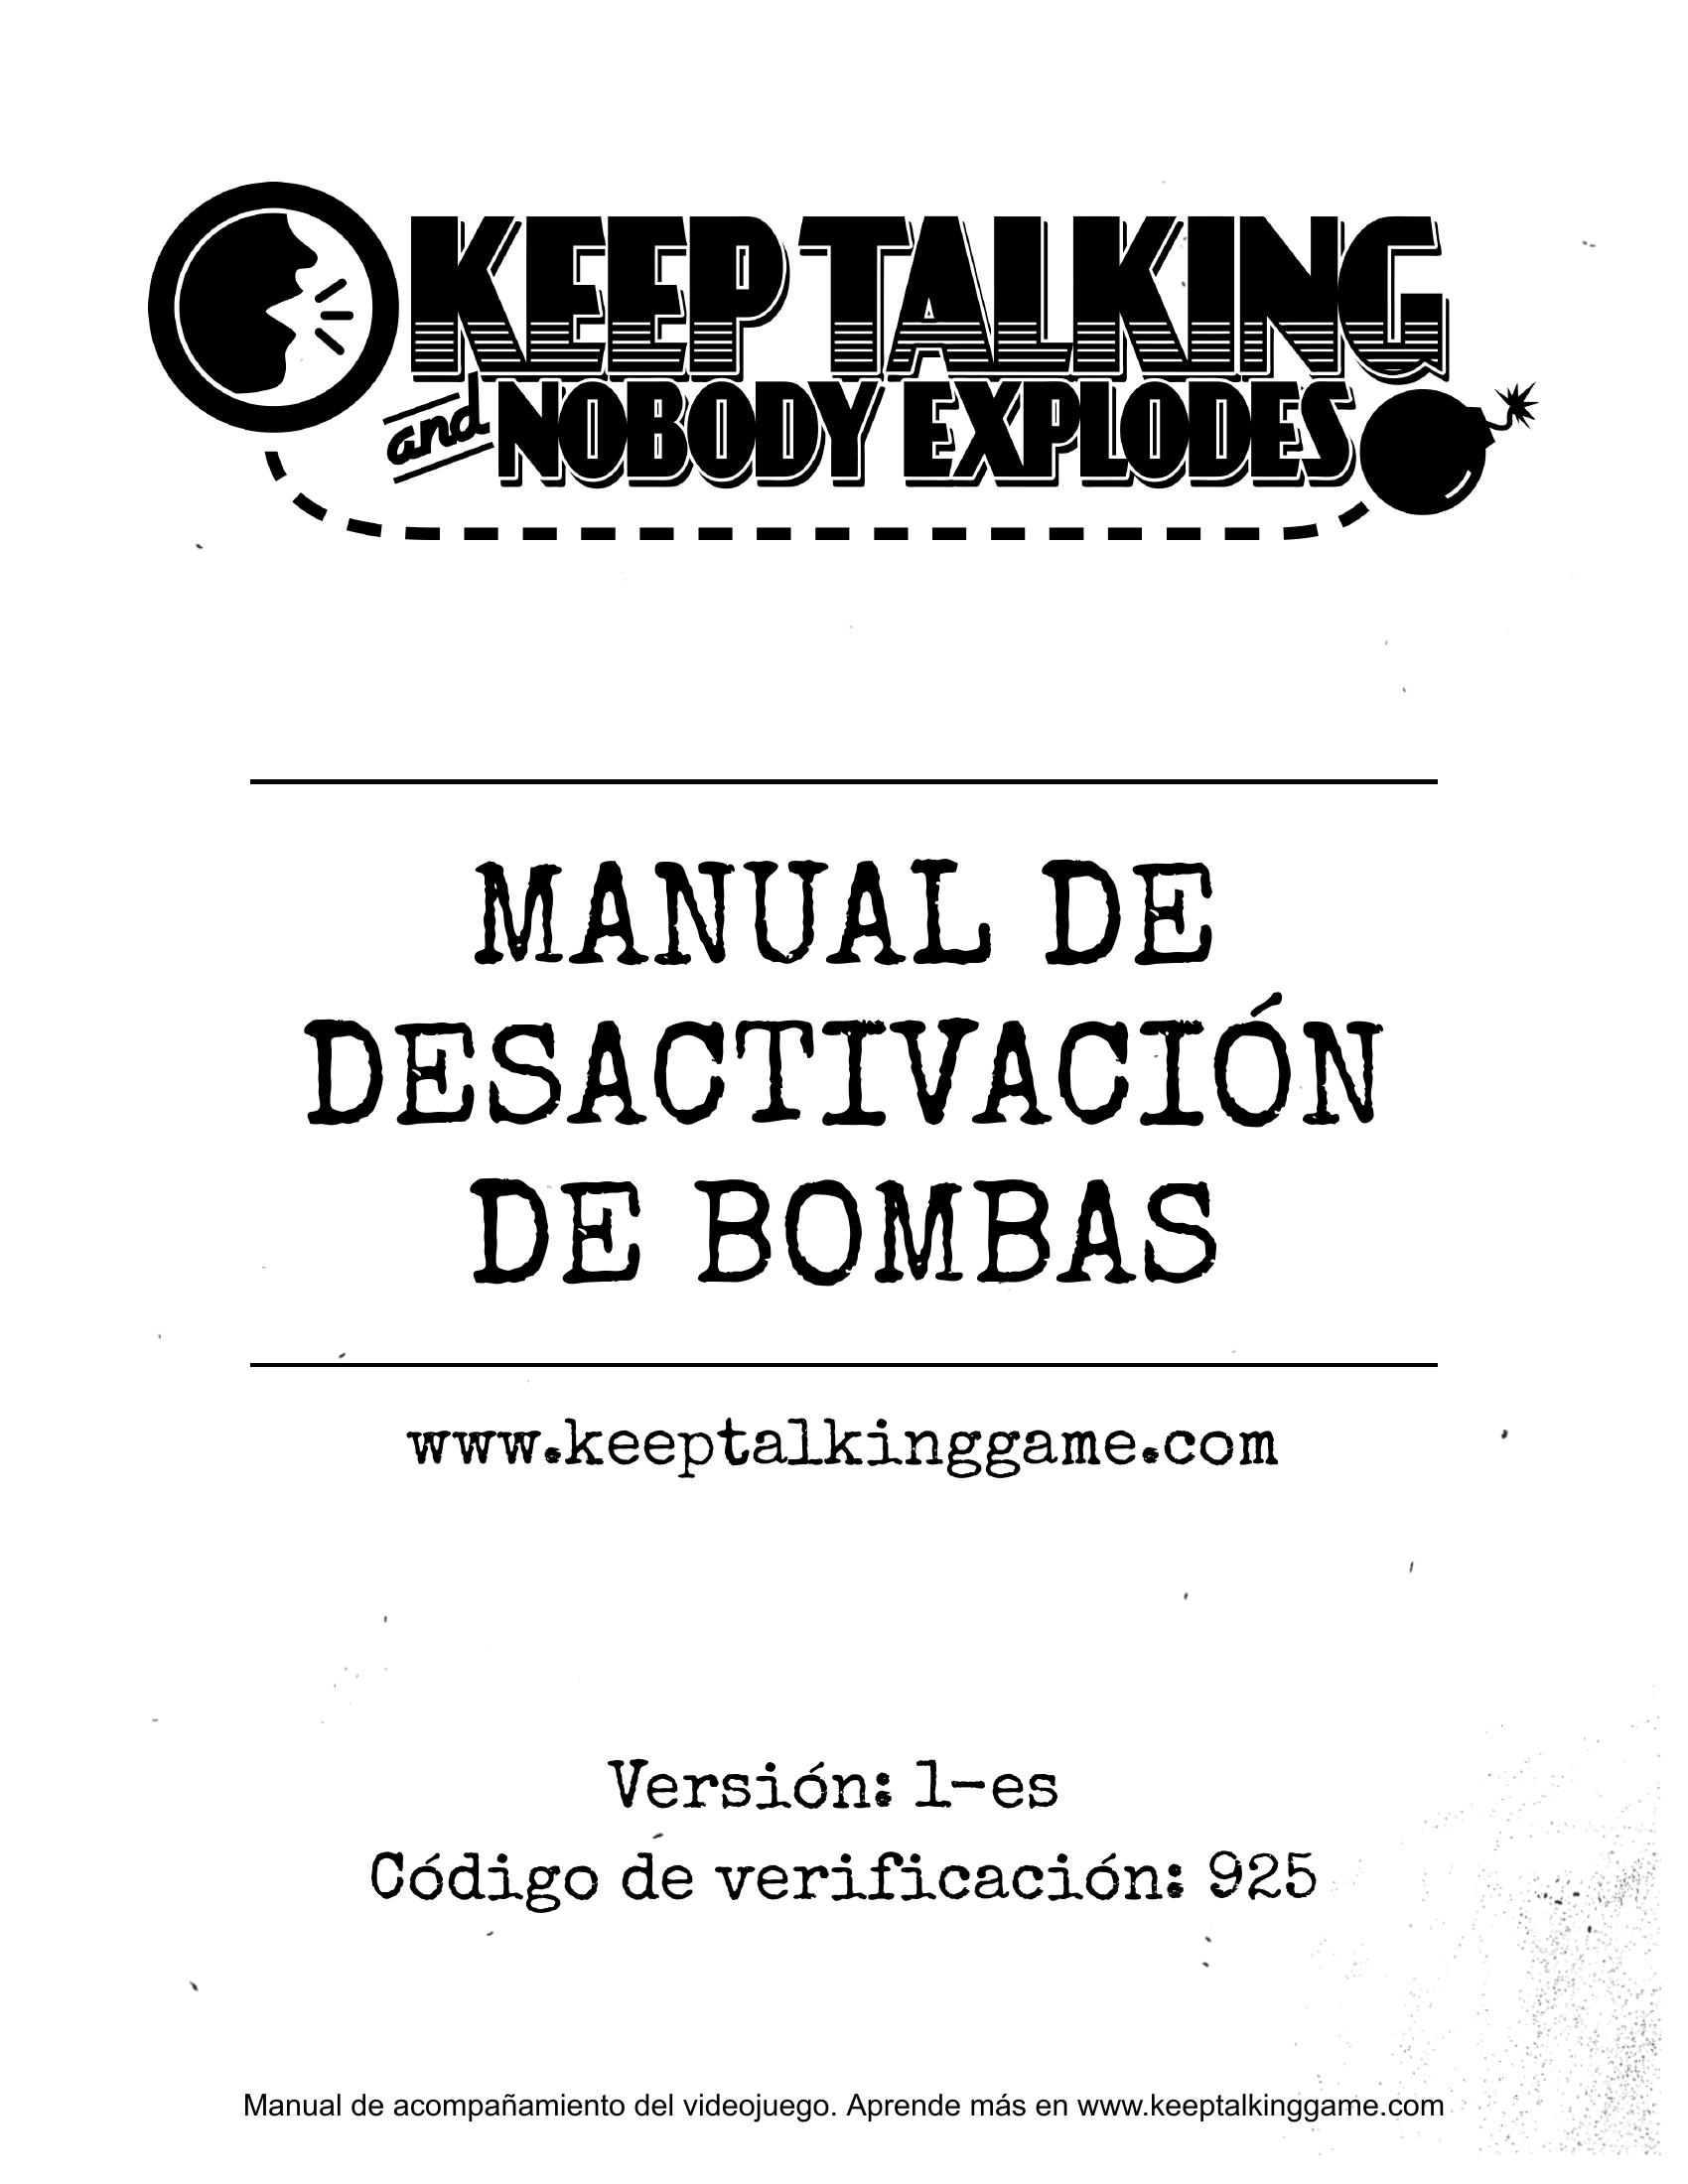 KEEP TALKING
and NOBODY EXPLODES
MANUAL DE
DESACTIVACIÓN
DE BOMBAS
www.keeptalkinggame.com
Versión: 1-es
Código de verificación: 925
Manual de acompañamiento del videojuego. Aprende más en www.keeptalkinggame.com